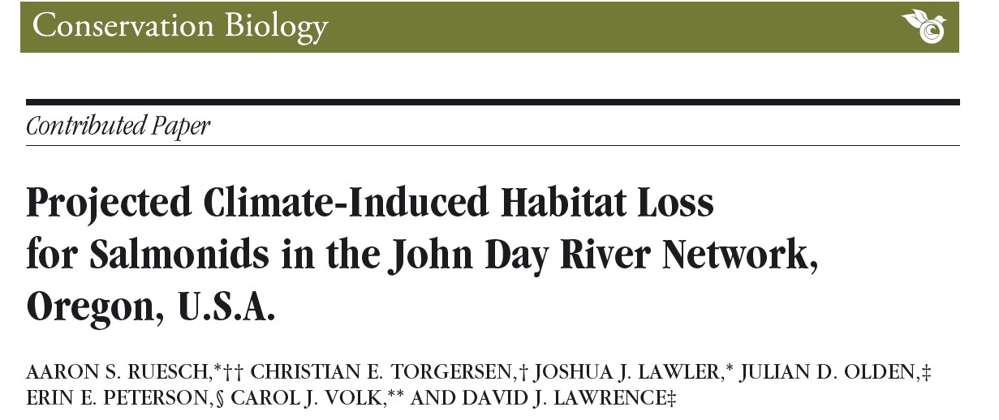 Conservation Biology
Contributed Paper
Projected Climate-Induced Habitat Loss
for Salmonids in the John Day River Network,
Oregon, U.S.A.
AARON S. RUESCH,*†† CHRISTIAN E. TORGERSEN,† JOSHUA J. LAWLER,* JULIAN D. OLDEN,‡
ERIN E. PETERSON,§ CAROL J. VOLK,** AND DAVID J. LAWRENCE‡